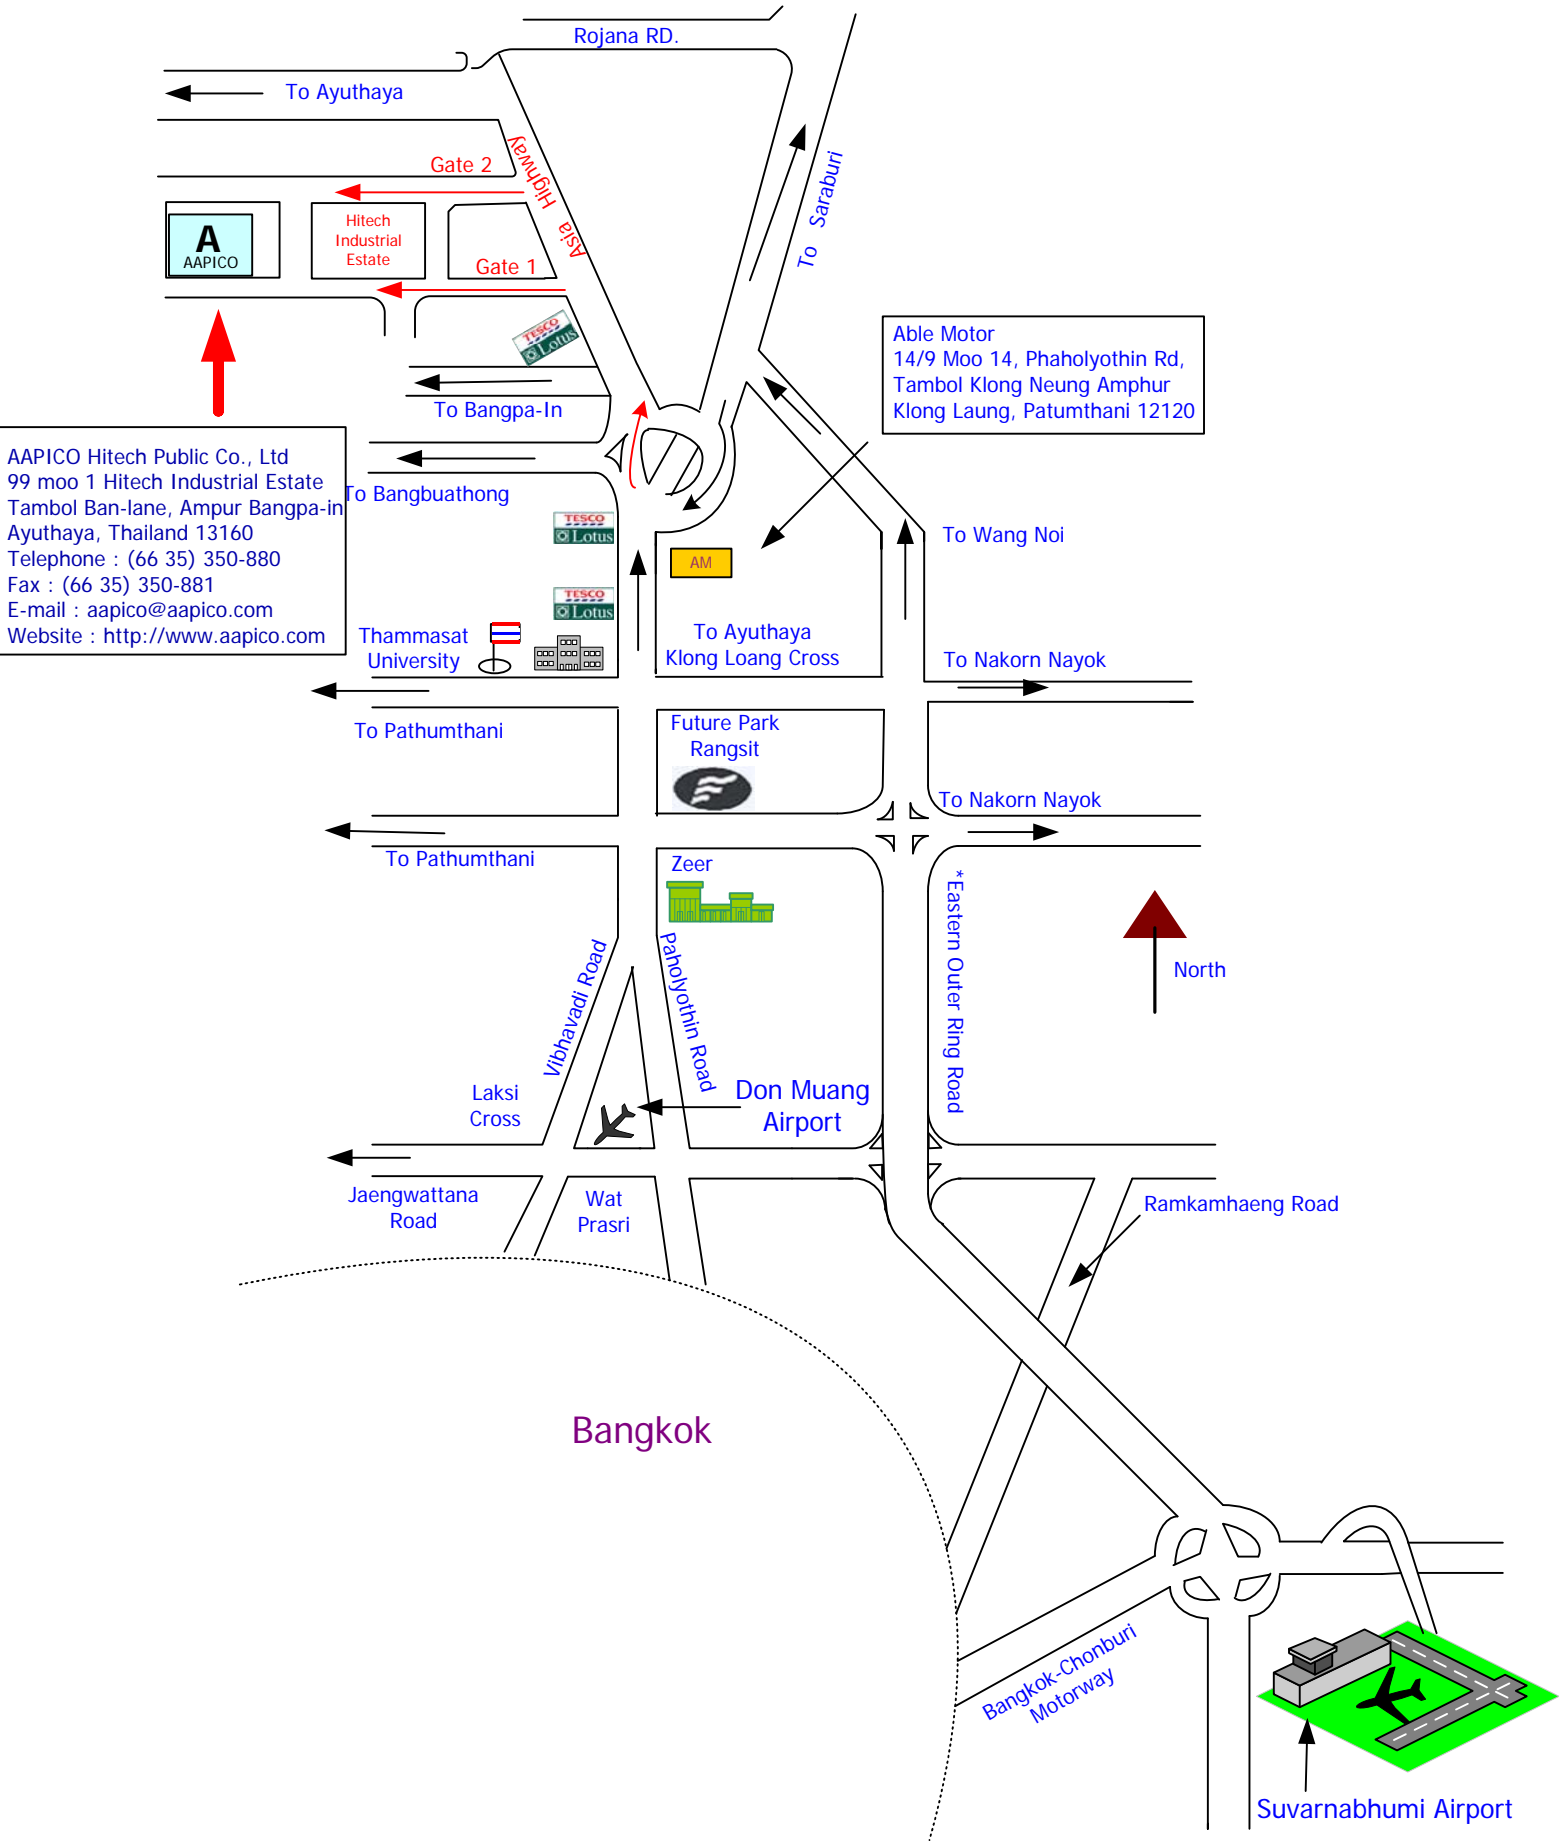 Rojana RD.
To Ayuthaya
Gate 2
Asia Highway
To Saraburi
A
AAPICO
Hitech
Industrial
Estate
Gate 1
TESCO
Lotus
Able Motor
14/9 Moo 14, Phaholyothin Rd,
Tambol Klong Neung Amphur
Klong Laung, Patumthani 12120
To Bangpa-In
AAPICO Hitech Public Co., Ltd
99 moo 1 Hitech Industrial Estate
Tambol Ban-lane, Ampur Bangpa-in
Ayuthaya, Thailand 13160
Telephone : (66 35) 350-880
Fax : (66 35) 350-881
E-mail : aapico@aapico.com
Website : http://www.aapico.com
To Bangbuathong
TESCO
Lotus
To Wang Noi
AM
TESCO
Lotus
Thammasat
University
To Ayuthaya
Klong Loang Cross
To Nakorn Nayok
To Pathumthani
Future Park
Rangsit
To Nakorn Nayok
To Pathumthani
Zeer
*Eastern Outer Ring Road
North
Vibhavadi Road
Paholyothin Road
Laksi
Cross
Don Muang
Airport
Jaengwattana
Road
Wat
Prasri
Ramkamhaeng Road
Bangkok
Bangkok-Chonburi
Motorway
Suvarnabhumi Airport